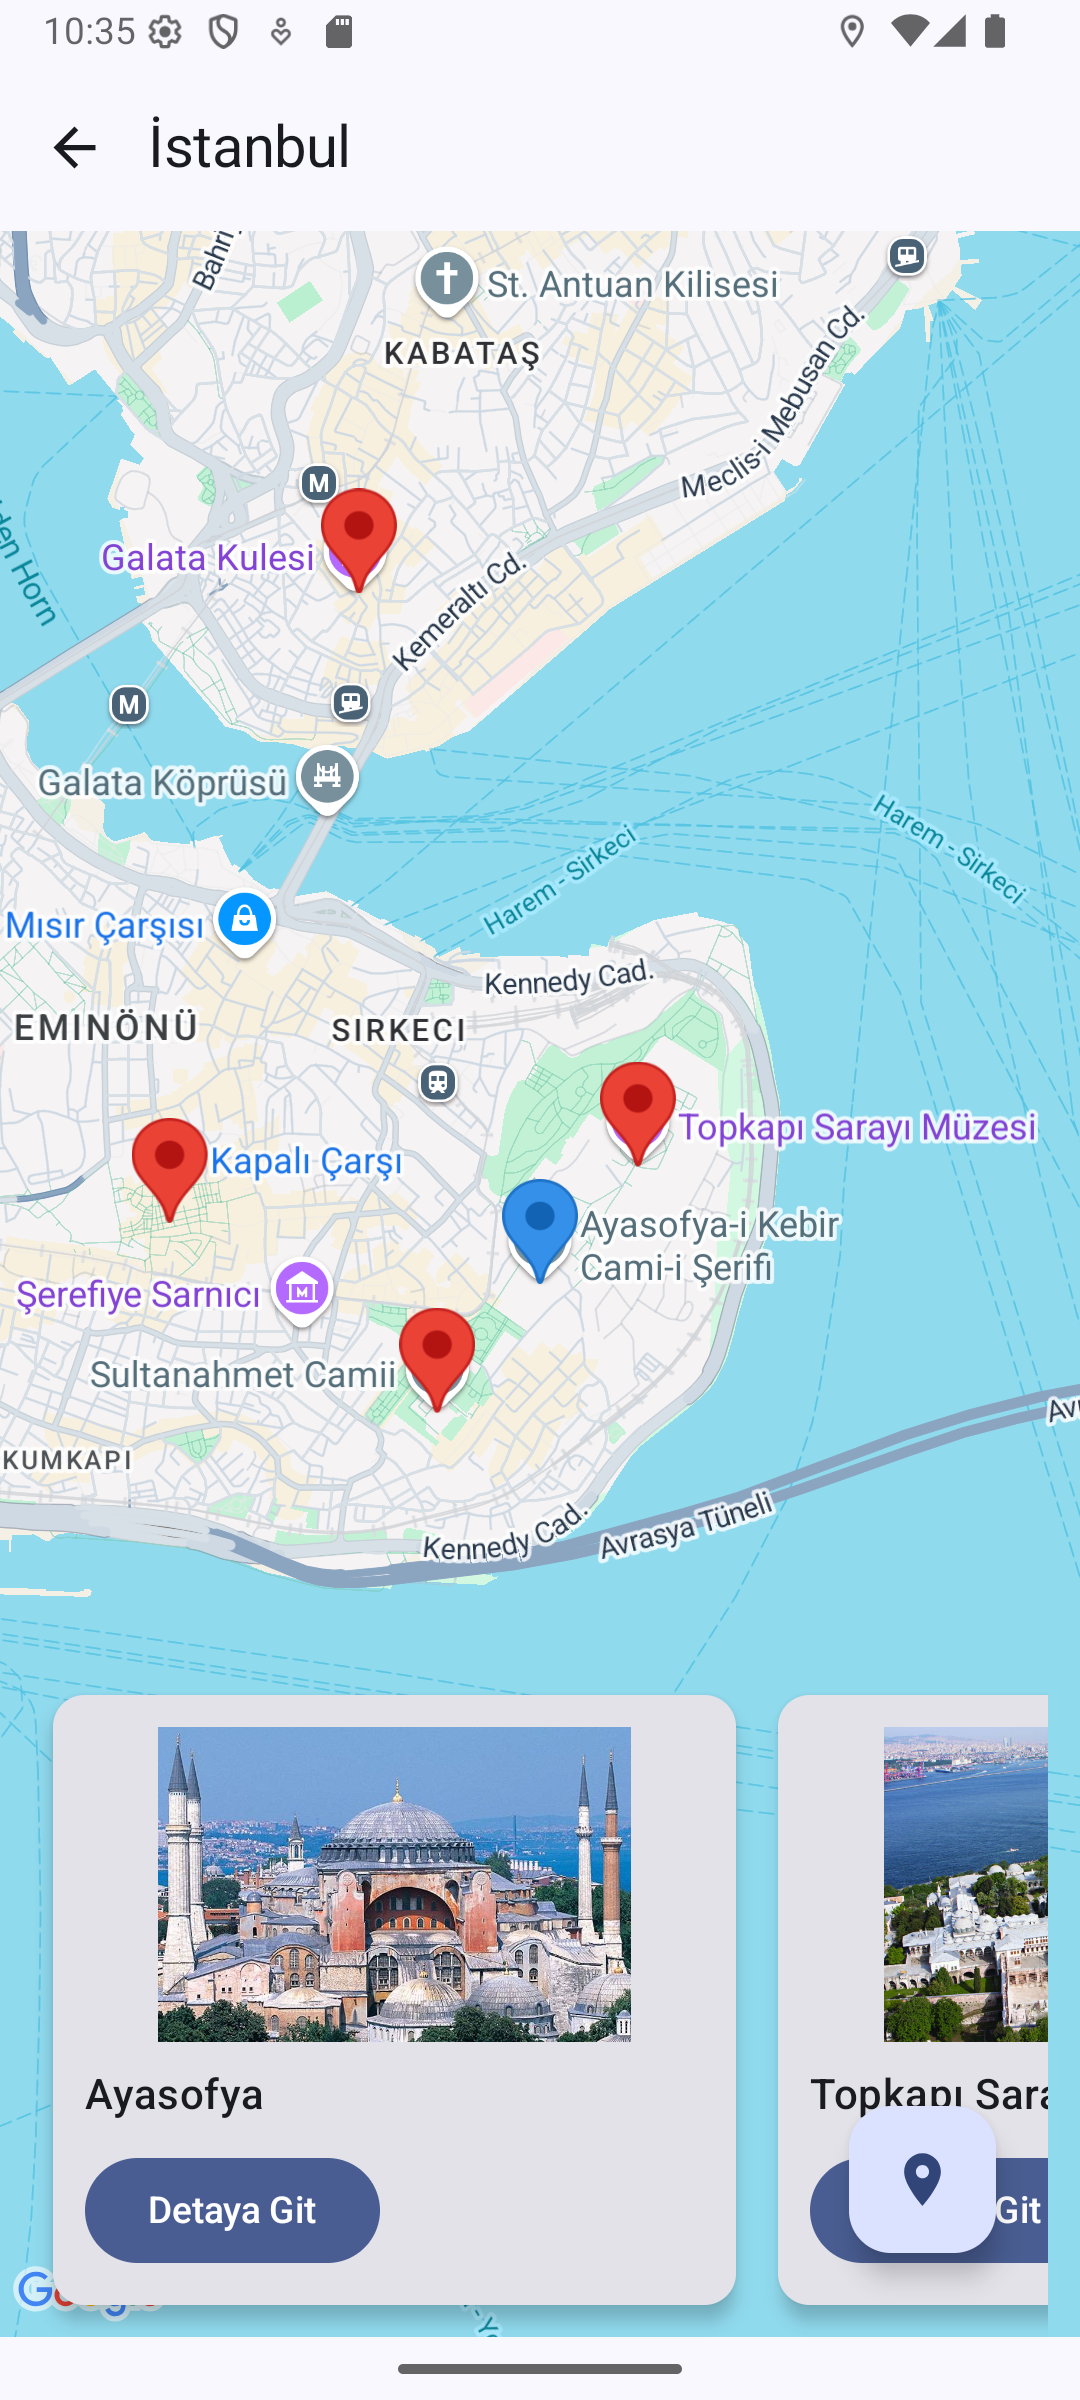 10:35
İstanbul
Bahri
St. Antuan Kilisesi
KABATAŞ
Meclis-i Mebusan Cd.
M
Galata Kulesi
Kemeraltı Cd.
den Horn
M
Galata Köprüsü
Harem - Sirkeci
Harem - Sirkeci
Mısır Çarşısı
Kennedy Cad.
EMINÖNÜ
SIRKECI
Topkapı Sarayı Müzesi
Kapalı Çarşı
Ayasofya-i Kebir
Cami-i Şerifi
Şerefiye Sarnıcı
Sultanahmet Camii
Avr
KUMKAPI
Kennedy Cad.
Avrasya Tüneli
Ayasofya
Topkapı Sara
Detaya Git
Git
Google